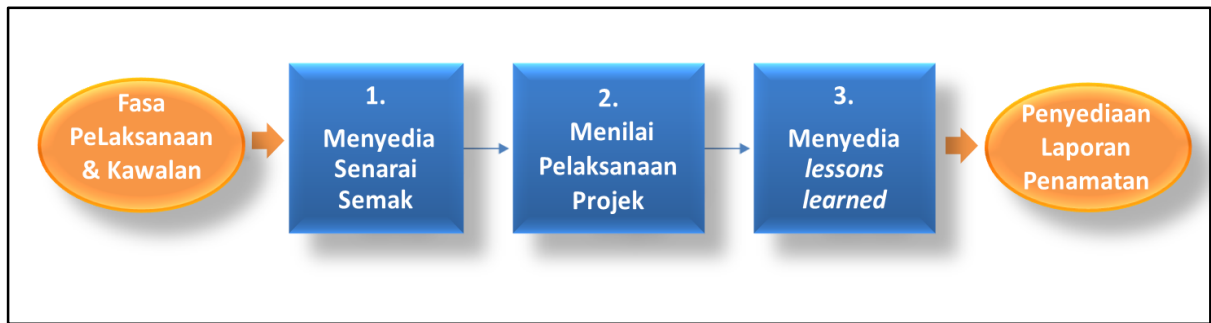 Fasa
PeLaksanaan
& Kawalan
1.
Menyedia
Senarai
Semak
2.
Menilai
Pelaksanaan
Projek
3.
Menyedia
lessons
learned
Penyediaan
Laporan
Penamatan